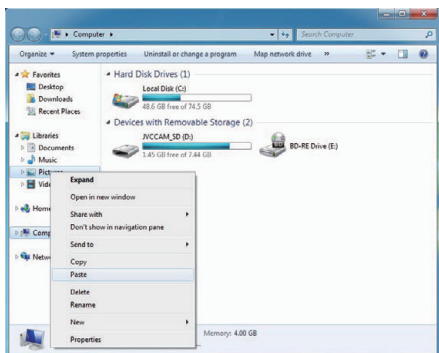 Computer
Search Computer
Organize System properties Uninstall or change a program Map network drive »
Favorites
Desktop
Downloads
Recent Places
Libraries
Documents
Music
Hard Disk Drives (1)
Local Disk (C:)
48.6 GB free of 74.5 GB
Devices with Removable Storage (2)
JVCCAM_SD (D:)
1.45 GB free of 7.44 GB
BD-RE Drive (E:)
Pict
Vide
Home
Comp
Netw
Expand
Open in new window
Share with
Don't show in navigation pane
Send to
Copy
Paste
Delete
Rename
New
Properties
Memory: 4.00 GB